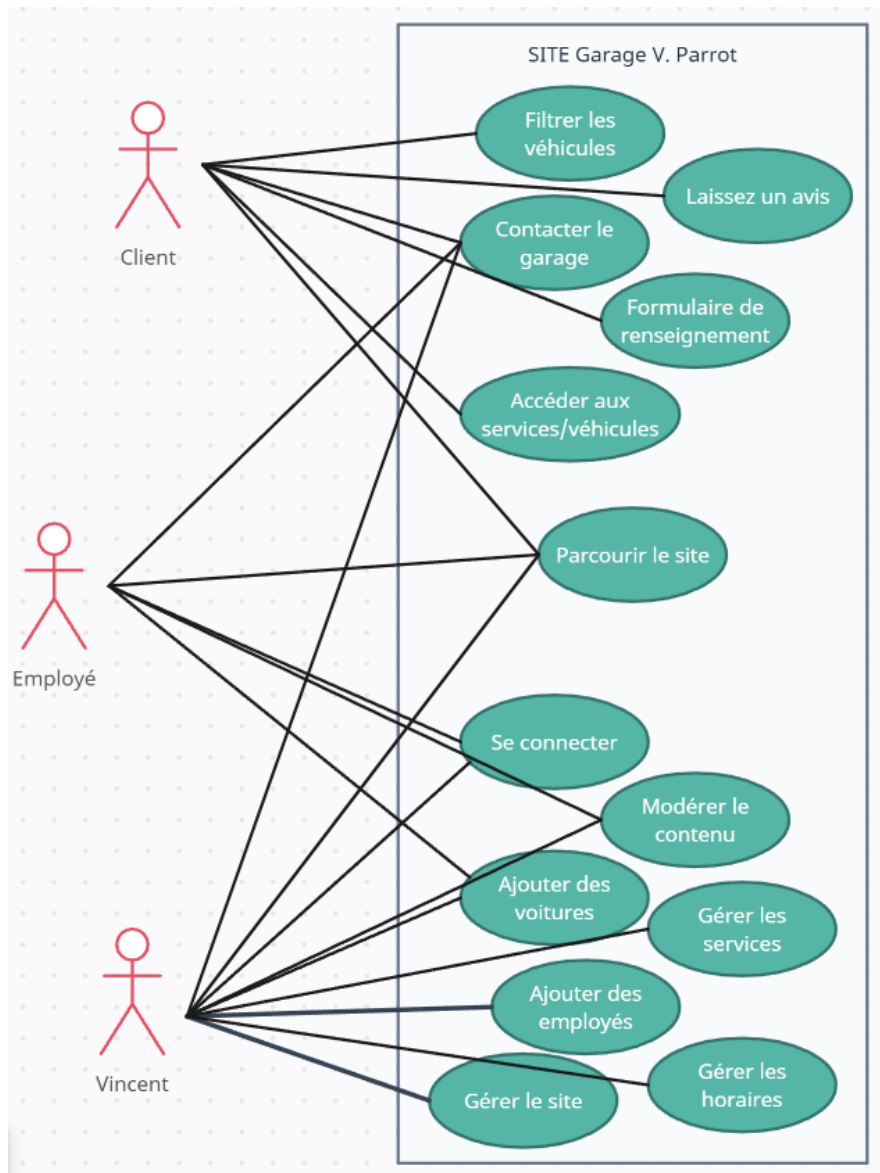 SITE Garage V. Parrot
Filtrer les
véhicules
Laissez un avis
Contacter le
garage
Client
Formulaire de
renseignement
Accéder aux
services/véhicules
Parcourir le site
Employé
Se connecter
Modérer le
contenu
Ajouter des
voitures
Gérer les
services
Ajouter des
employés
Vincent
Gérer les
horaires
Gérer le site